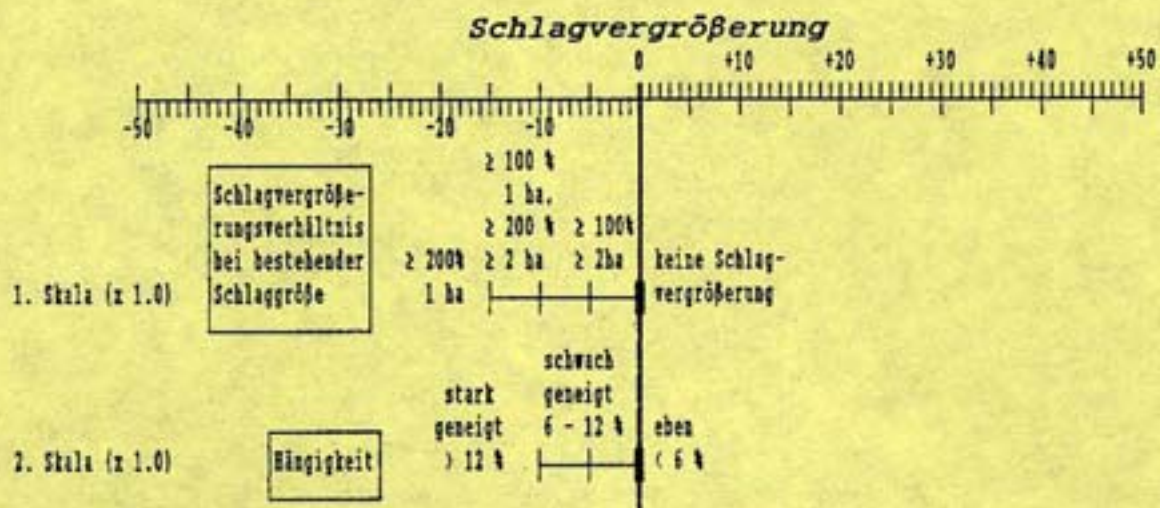 Schlagvergrößerung
0 +10 +20 +30 +40 +50
-50 -40 -30 -20 -10
≥ 100 %
Schlagvergröße- 1 ha,
rungsverhältnis ≥ 200 % ≥ 100%
bei bestehender ≥ 200% ≥ 2 ha ≥ 2ha keine Schlag-
1. Skala (x 1.0) Schlaggröße 1 ha vergrößerung
schwach
stark geneigt
geneigt 6 - 12 % eben
2. Skala (x 1.0) Hängigkeit > 12 % < 6 %